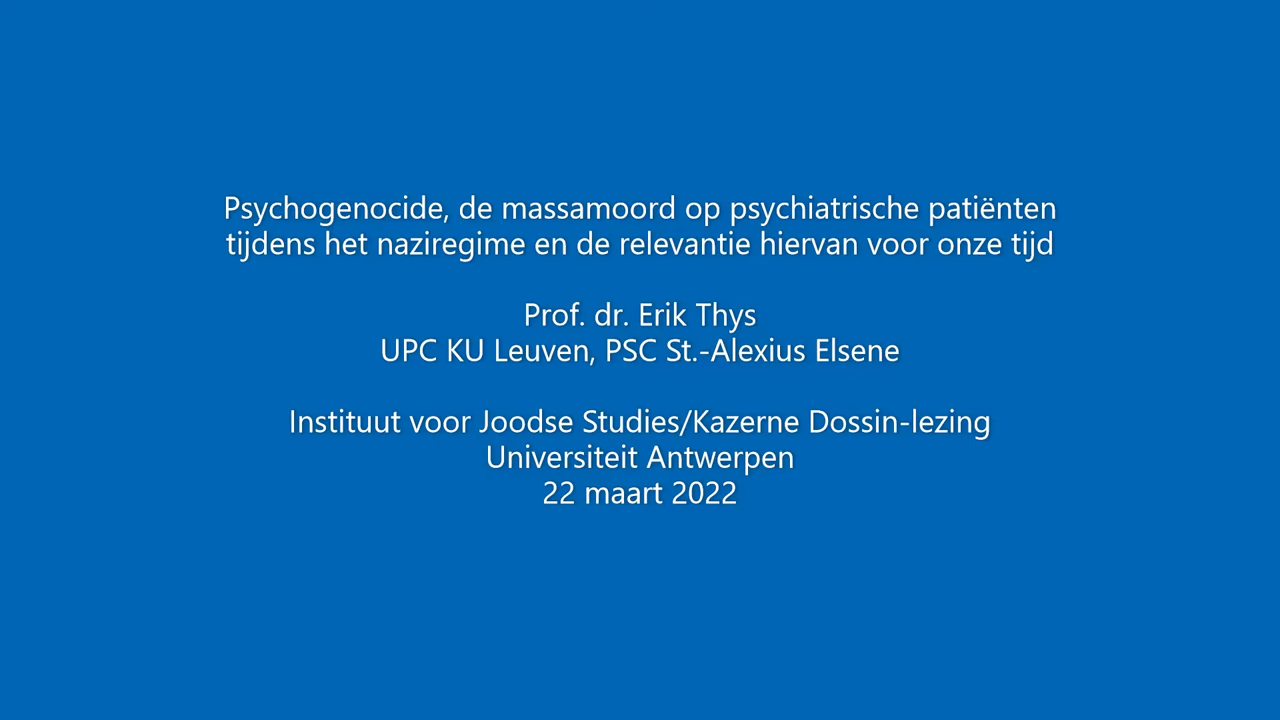 Psychogenocide, de massamoord op psychiatrische patiënten
tijdens het naziregime en de relevantie hiervan voor onze tijd
Prof. dr. Erik Thys
UPC KU Leuven, PSC St.-Alexius Elsene
Instituut voor Joodse Studies/Kazerne Dossin-lezing
Universiteit Antwerpen
22 maart 2022